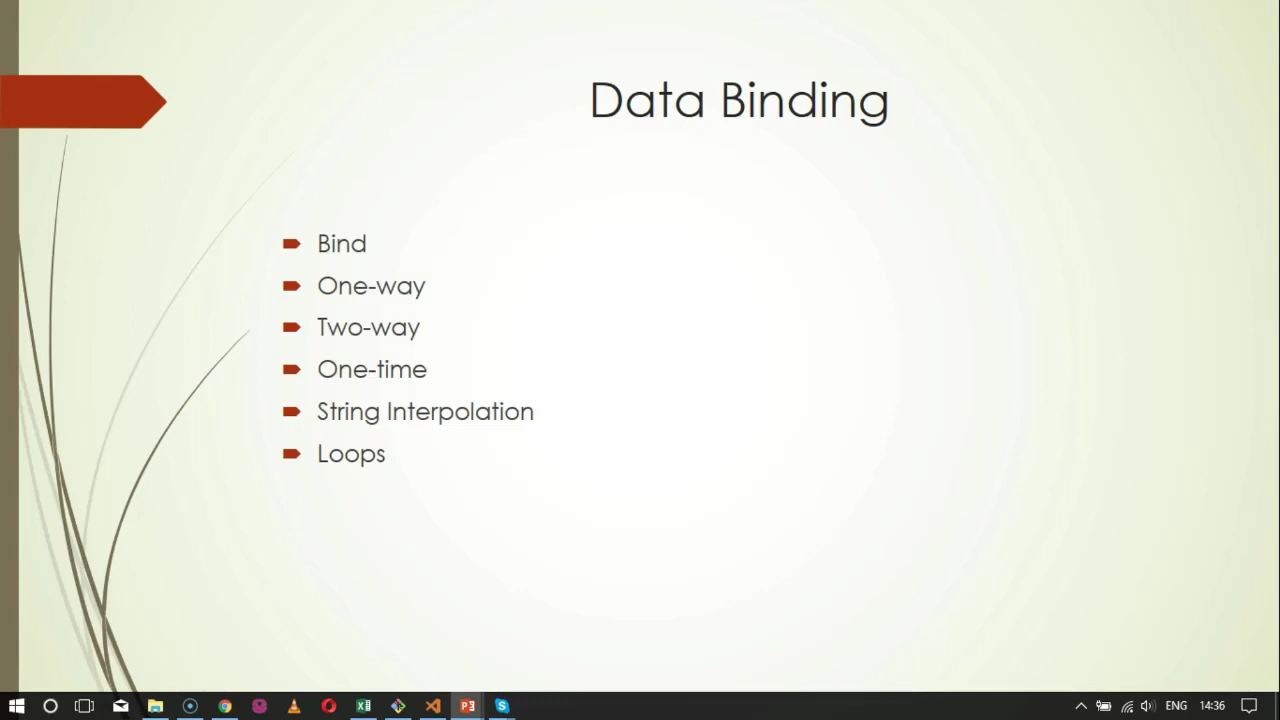 Data Binding
Bind
One-way
Two-way
One-time
String Interpolation
Loops
ENG 14:36